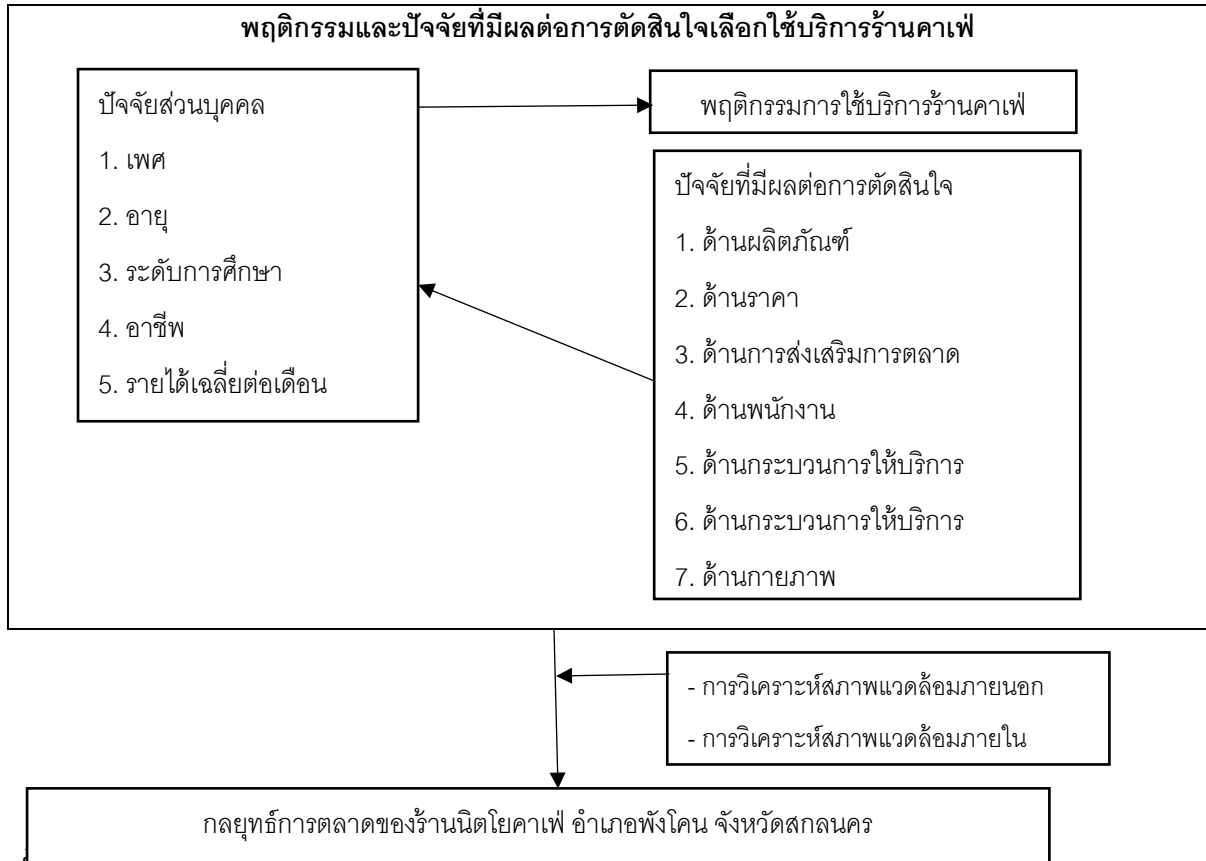 พฤติกรรมและปัจจัยที่มีผลต่อการตัดสินใจเลือกใช้บริการร้านคาเฟ่
ปัจจัยส่วนบุคคล
1. เพศ
2. อายุ
3. ระดับการศึกษา
4. อาชีพ
5. รายได้เฉลี่ยต่อเดือน
พฤติกรรมการใช้บริการร้านคาเฟ่
ปัจจัยที่มีผลต่อการตัดสินใจ
1. ด้านผลิตภัณฑ์
2. ด้านราคา
3. ด้านการส่งเสริมการตลาด
4. ด้านพนักงาน
5. ด้านกระบวนการให้บริการ
6. ด้านกระบวนการให้บริการ
7. ด้านกายภาพ
- การวิเคราะห์สภาพแวดล้อมภายนอก
- การวิเคราะห์สภาพแวดล้อมภายใน
กลยุทธ์การตลาดของร้านนิตโยคาเฟ่ อำเภอพังโคน จังหวัดสกลนคร